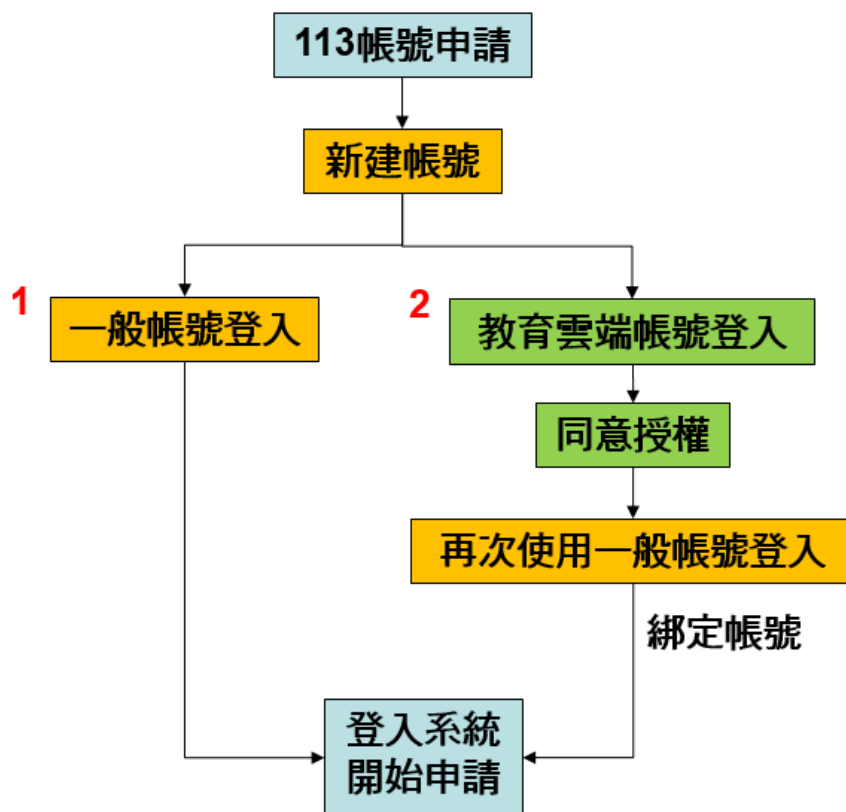 113帳號申請
新建帳號
1
一般帳號登入
2
教育雲端帳號登入
同意授權
再次使用一般帳號登入
綁定帳號
登入系統
開始申請